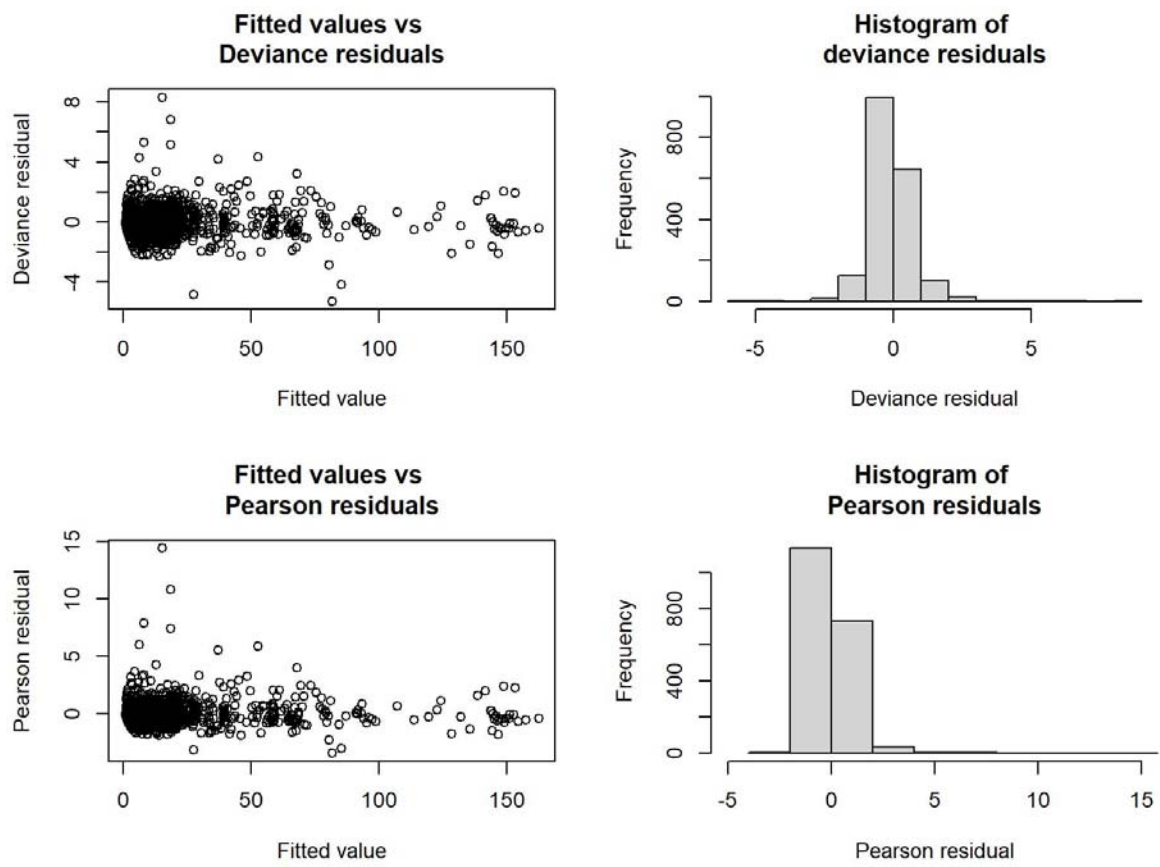 Fitted values vs
Deviance residuals
Deviance residual
8
4
0
-4
0 50 100 150
Fitted value
Histogram of
deviance residuals
Frequency
800
400
0
-5 0 5
Deviance residual
Fitted values vs
Pearson residuals
Pearson residual
15
10
5
0
0 50 100 150
Fitted value
Histogram of
Pearson residuals
Frequency
800
400
0
-5 0 5 10 15
Pearson residual